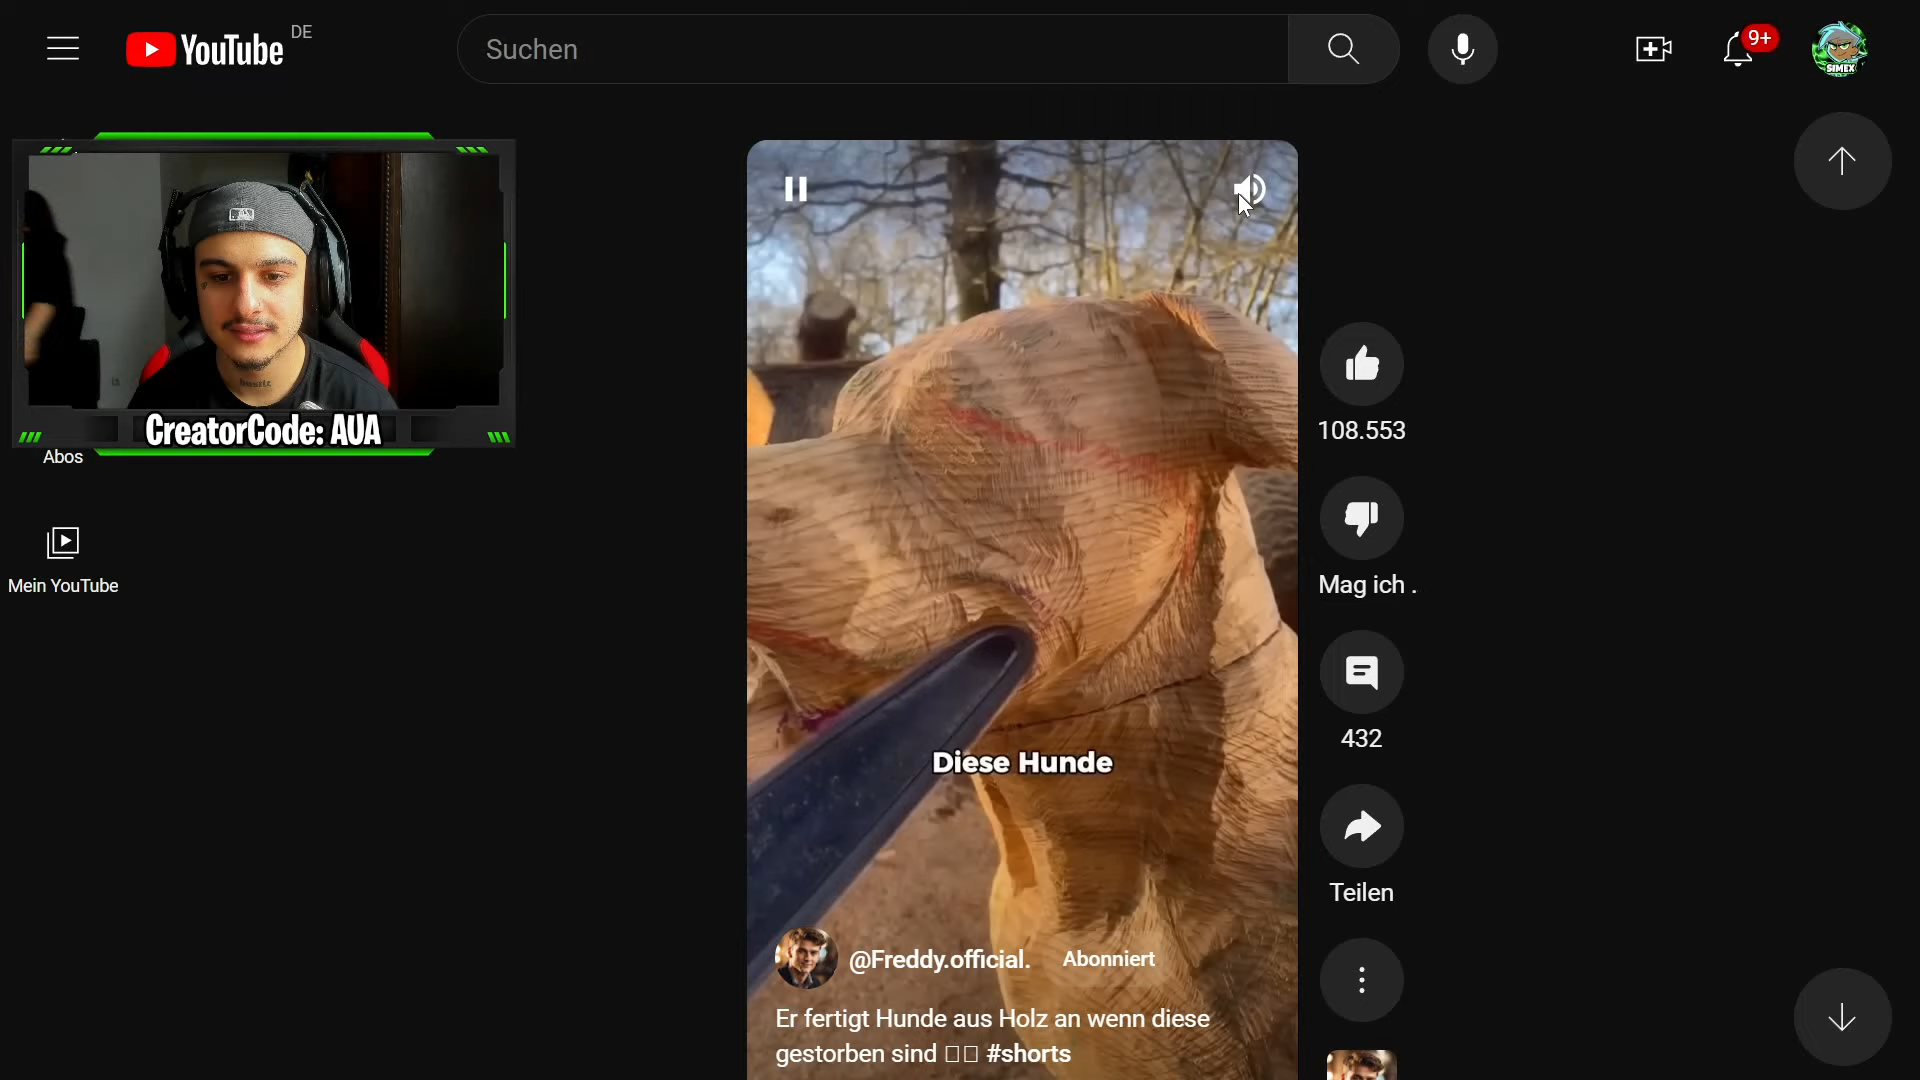 YouTube DE
Suchen
9+
SIMEX
CreatorCode: AUA
Abos
Mein YouTube
108.553
Mag ich .
432
Teilen
Diese Hunde
@Freddy.official. Abonniert
Er fertigt Hunde aus Holz an wenn diese
gestorben sind #shorts